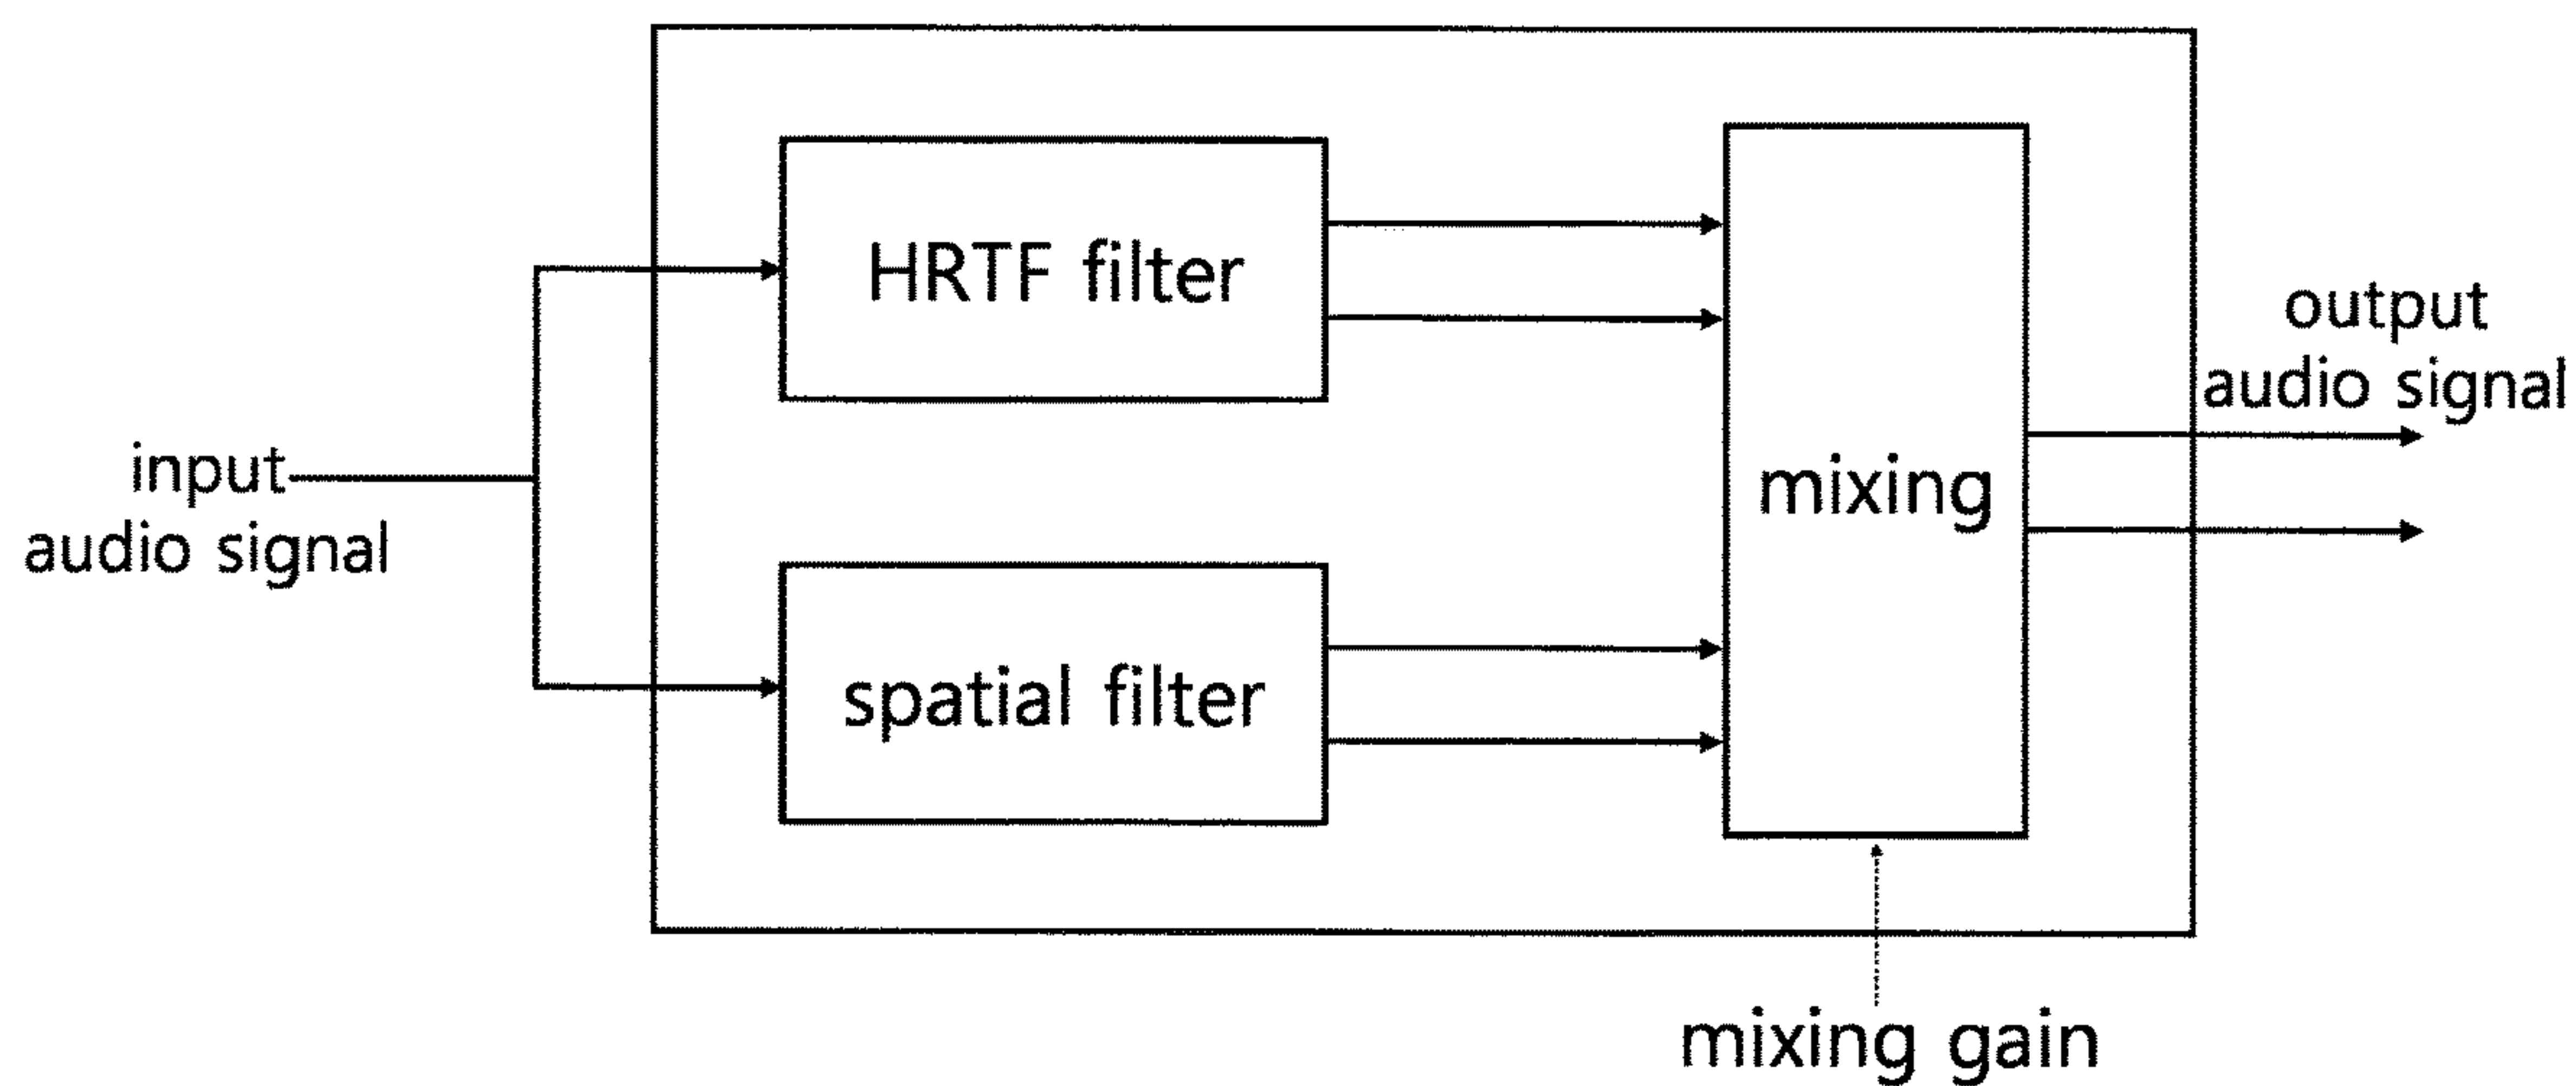 HRTF filter
output
audio signal
input
audio signal
mixing
spatial filter
mixing gain